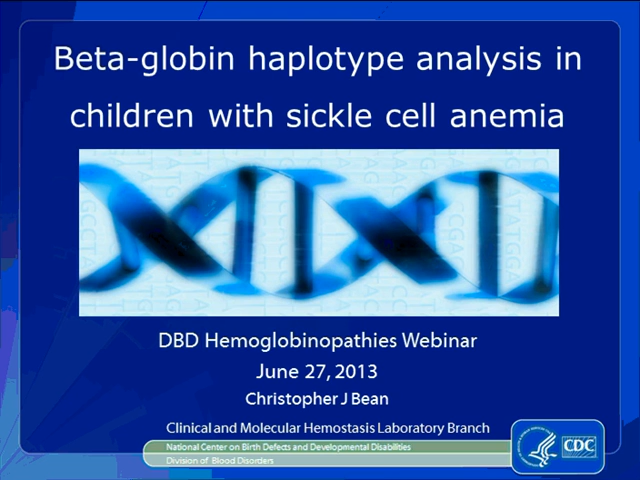 Beta-globin haplotype analysis in
children with sickle cell anemia
DBD Hemoglobinopathies Webinar
June 27, 2013
Christopher J Bean
Clinical and Molecular Hemostasis Laboratory Branch
National Center on Birth Defects and Developmental Disabilities
Division of Blood Disorders
CDC